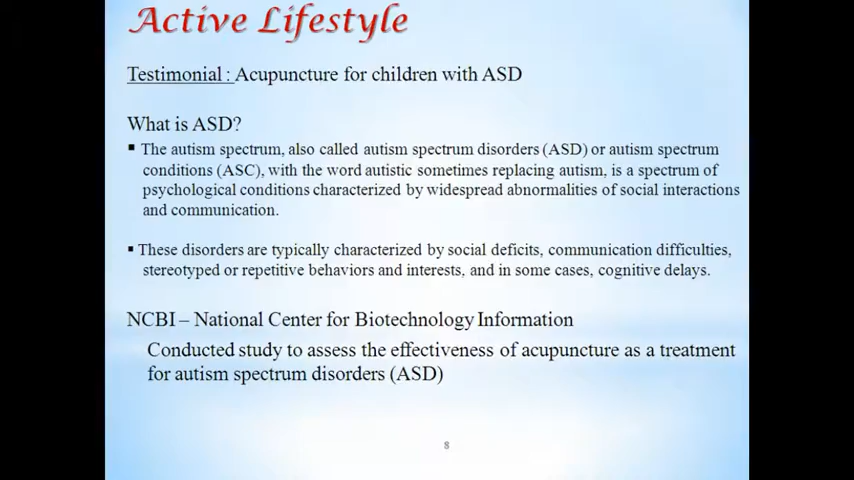 Active Lifestyle
Testimonial : Acupuncture for children with ASD
What is ASD?
▪ The autism spectrum, also called autism spectrum disorders (ASD) or autism spectrum
conditions (ASC), with the word autistic sometimes replacing autism, is a spectrum of
psychological conditions characterized by widespread abnormalities of social interactions
and communication.
▪ These disorders are typically characterized by social deficits, communication difficulties,
stereotyped or repetitive behaviors and interests, and in some cases, cognitive delays.
NCBI – National Center for Biotechnology Information
Conducted study to assess the effectiveness of acupuncture as a treatment
for autism spectrum disorders (ASD)
8